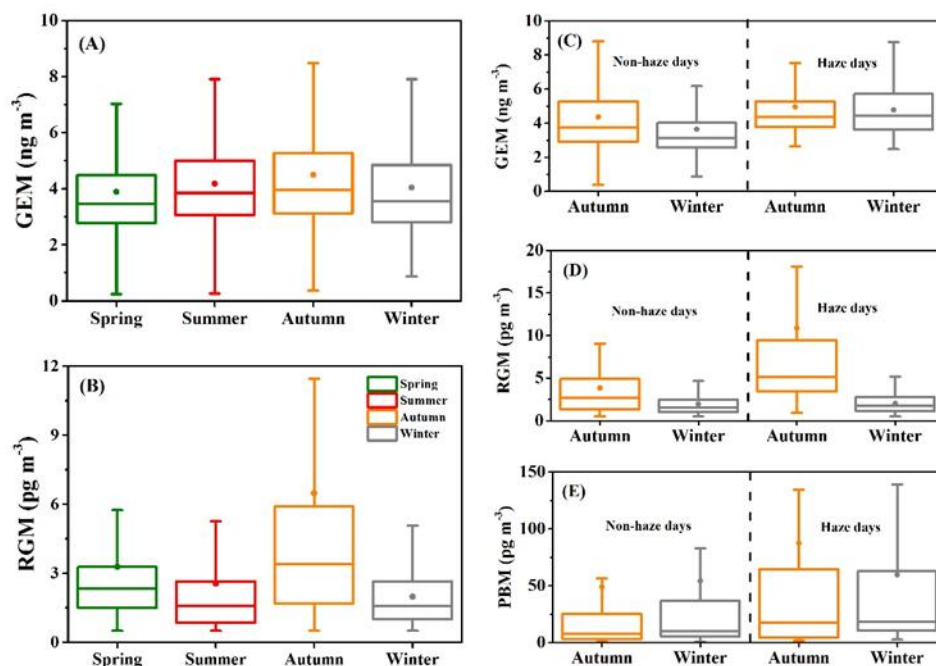 (A)
GEM (ng m⁻³)
10
8
6
4
2
0
Spring Summer Autumn Winter
(B)
RGM (pg m⁻³)
12
9
6
3
0
Spring
Summer
Autumn
Winter
Spring Summer Autumn Winter
(C)
Non-haze days Haze days
GEM (ng m⁻³)
10
8
6
4
2
0
Autumn Winter Autumn Winter
(D)
Non-haze days Haze days
RGM (pg m⁻³)
20
15
10
5
0
Autumn Winter Autumn Winter
(E)
Non-haze days Haze days
PBM (pg m⁻³)
150
100
50
0
Autumn Winter Autumn Winter